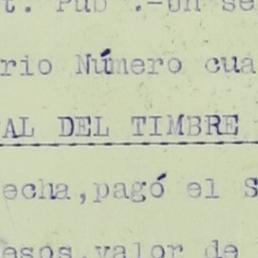 t. Pub .-Un se
rio Número cua
AL DEL TIMBRE
echa,pagó el S
esos,valor de